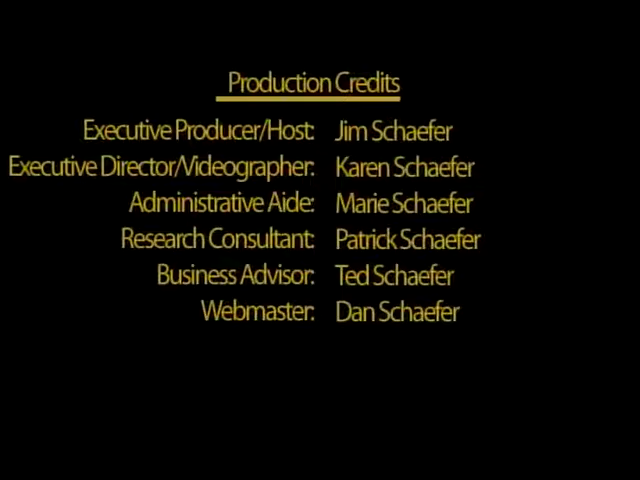 Production Credits
Executive Producer/Host: Jim Schaefer
Executive Director/Videographer: Karen Schaefer
Administrative Aide: Marie Schaefer
Research Consultant: Patrick Schaefer
Business Advisor: Ted Schaefer
Webmaster: Dan Schaefer